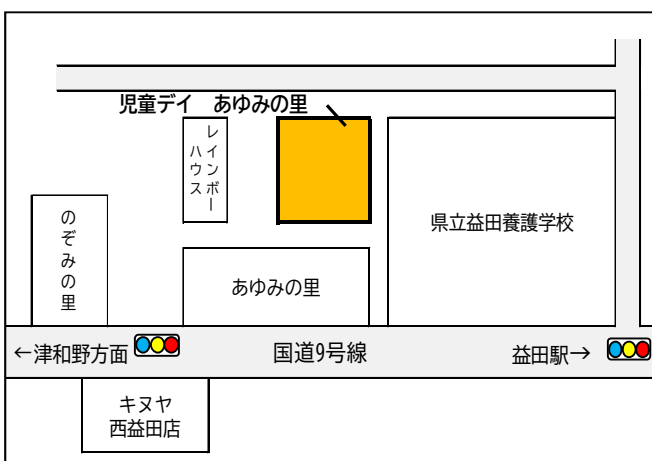 児童デイ　あゆみの里
レインボー
ハウス
のぞみの里
県立益田養護学校
あゆみの里
←津和野方面
国道9号線
益田駅→
キヌヤ
西益田店